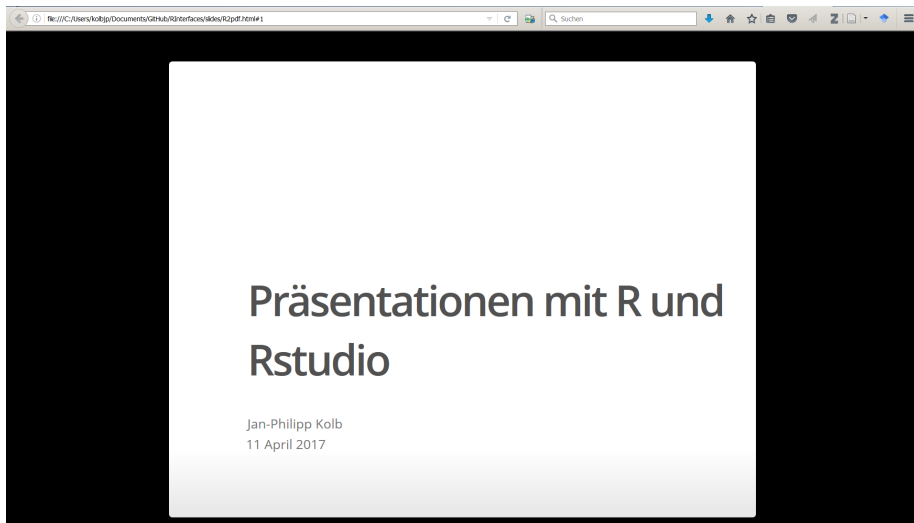 file:///C:/Users/kolbjp/Documents/GitHub/RInterfaces/slides/R2pdf.html#1
Suchen
Präsentationen mit R und
Rstudio
Jan-Philipp Kolb
11 April 2017